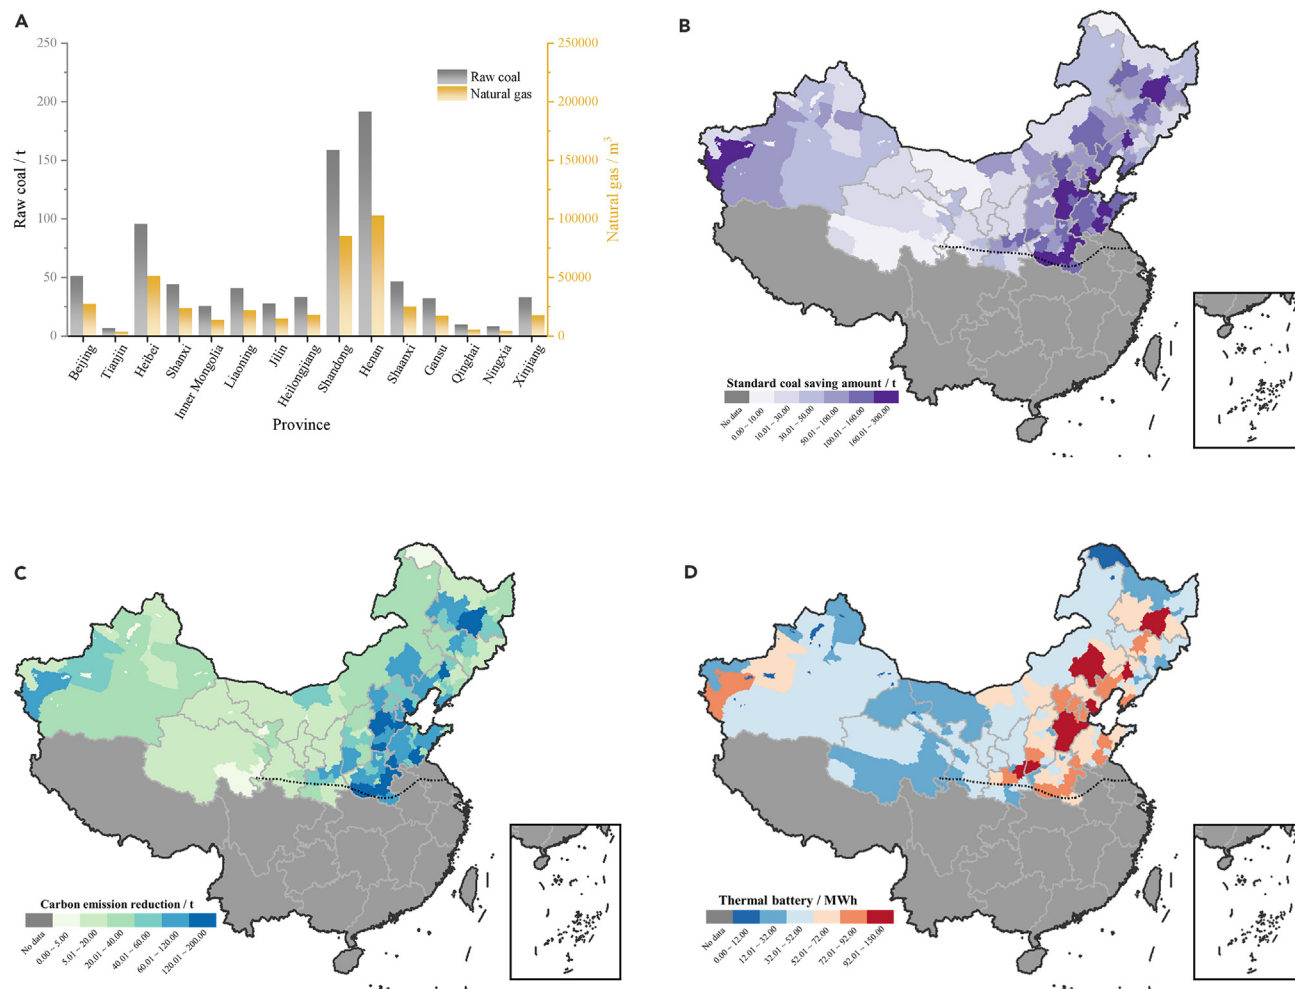 A
250
200
150
100
50
0
Raw coal / t
250000
200000
150000
100000
50000
0
Natural gas / m³
Raw coal
Natural gas
Beijing
Tianjin
Heibei
Shanxi
Inner Mongolia
Liaoning
Jilin
Heilongjiang
Shandong
Henan
Shaanxi
Gansu
Qinghai
Ningxia
Xinjiang
Province
B
Standard coal saving amount / t
No data
0.00 ~ 10.00
10.01 ~ 30.00
30.01 ~ 50.00
50.01 ~ 100.00
100.01 ~ 160.00
160.01 ~ 300.00
C
Carbon emission reduction / t
No data
0.00 ~ 5.00
5.01 ~ 20.00
20.01 ~ 40.00
40.01 ~ 60.00
60.01 ~ 120.00
120.01 ~ 200.00
D
Thermal battery / MWh
No data
0.00 ~ 12.00
12.01 ~ 32.00
32.01 ~ 52.00
52.01 ~ 72.00
72.01 ~ 92.00
92.01 ~ 150.00